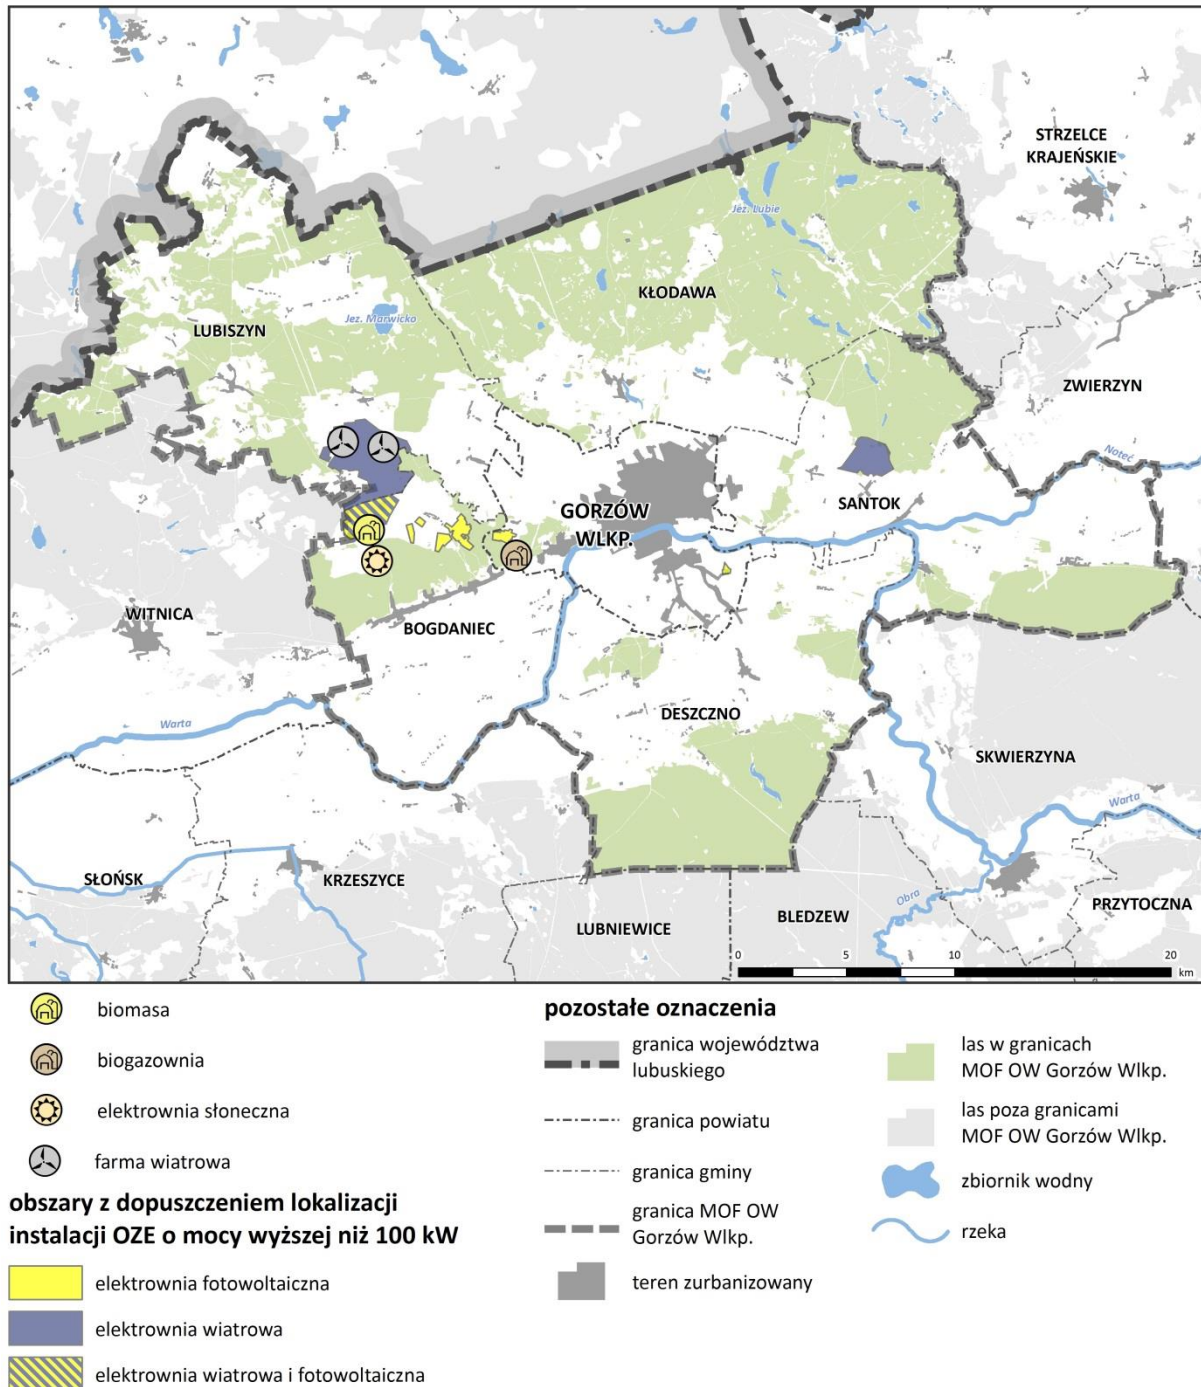 STRZELCE
KRAJEŃSKIE
Jez. Lubie
KŁODAWA
LUBISZYN
Jez. Marwicko
ZWIERZYN
Noteć
GORZÓW
WLKP.
SANTOK
WITNICA
BOGDANIEC
Warta
DESZCZNO
SKWIERZYNA
Warta
SŁOŃSK
KRZESZYCE
Obra
PRZYTOCZNA
LUBNIEWICE
BLEDZEW
0 5 10 20
km
biomasa
biogazownia
elektrownia słoneczna
farma wiatrowa
obszary z dopuszczeniem lokalizacji
instalacji OZE o mocy wyższej niż 100 kW
elektrownia fotowoltaiczna
elektrownia wiatrowa
elektrownia wiatrowa i fotowoltaiczna
pozostałe oznaczenia
granica województwa
lubuskiego
granica powiatu
granica gminy
granica MOF OW
Gorzów Wlkp.
teren zurbanizowany
las w granicach
MOF OW Gorzów Wlkp.
las poza granicami
MOF OW Gorzów Wlkp.
zbiornik wodny
rzeka